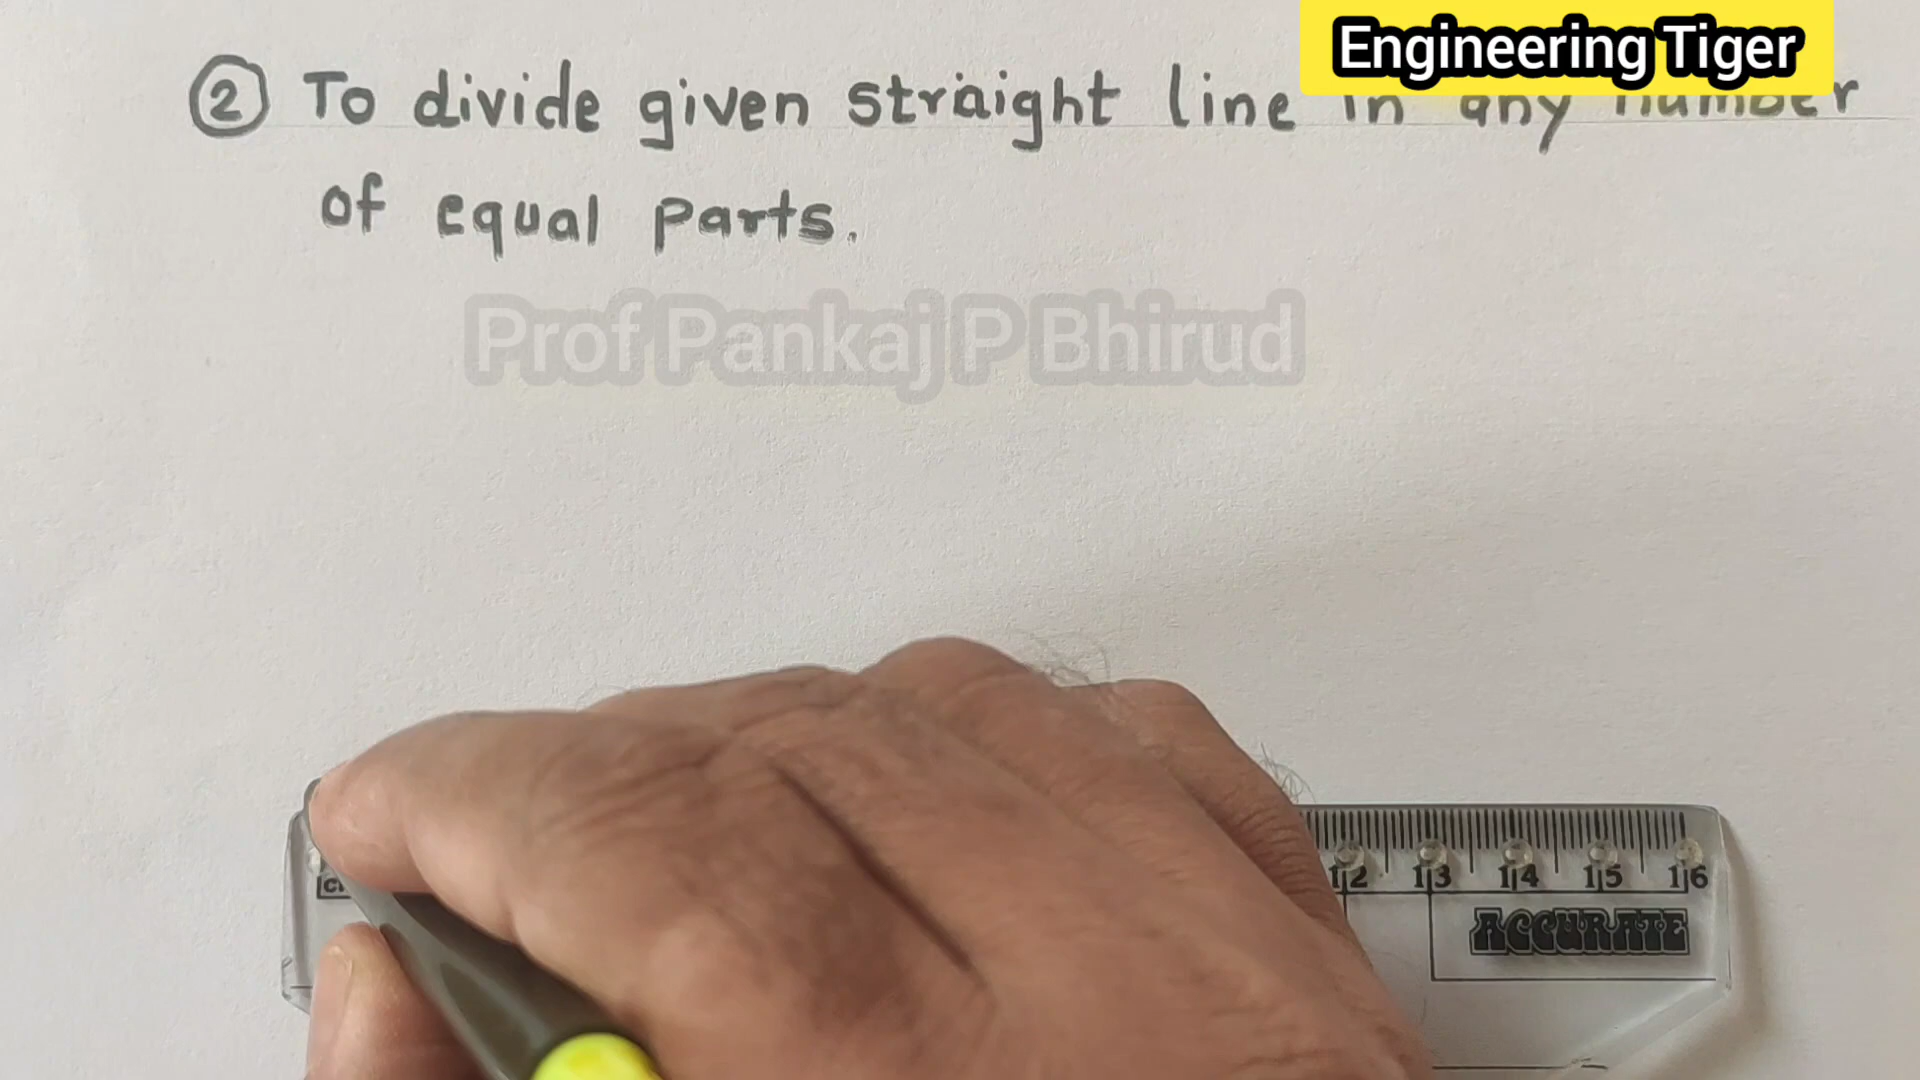 Engineering Tiger
② To divide given straight line in any number
of equal parts.
Prof Pankaj P Bhirud
12 13 14 15 16
ACCURATE